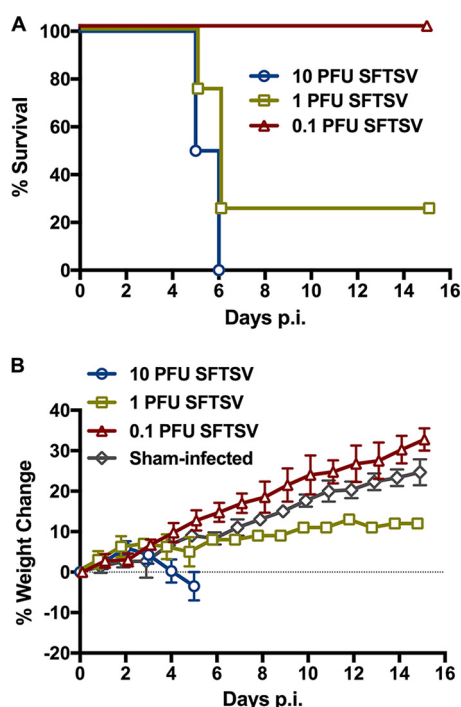 A
100
80
60
40
20
0
% Survival
10 PFU SFTSV
1 PFU SFTSV
0.1 PFU SFTSV
0 2 4 6 8 10 12 14 16
Days p.i.
B
10 PFU SFTSV
1 PFU SFTSV
0.1 PFU SFTSV
Sham-infected
40
30
20
10
0
-10
-20
% Weight Change
0 2 4 6 8 10 12 14 16
Days p.i.